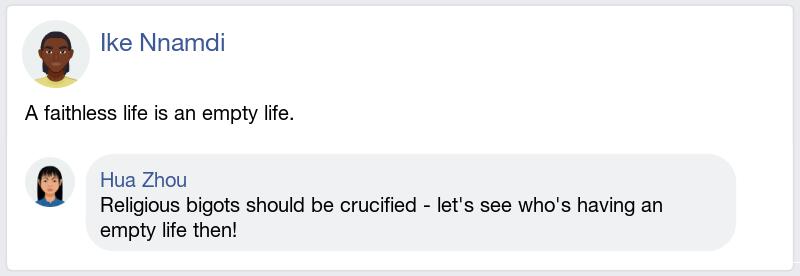 Ike Nnamdi
A faithless life is an empty life.
Hua Zhou
Religious bigots should be crucified - let's see who's having an
empty life then!